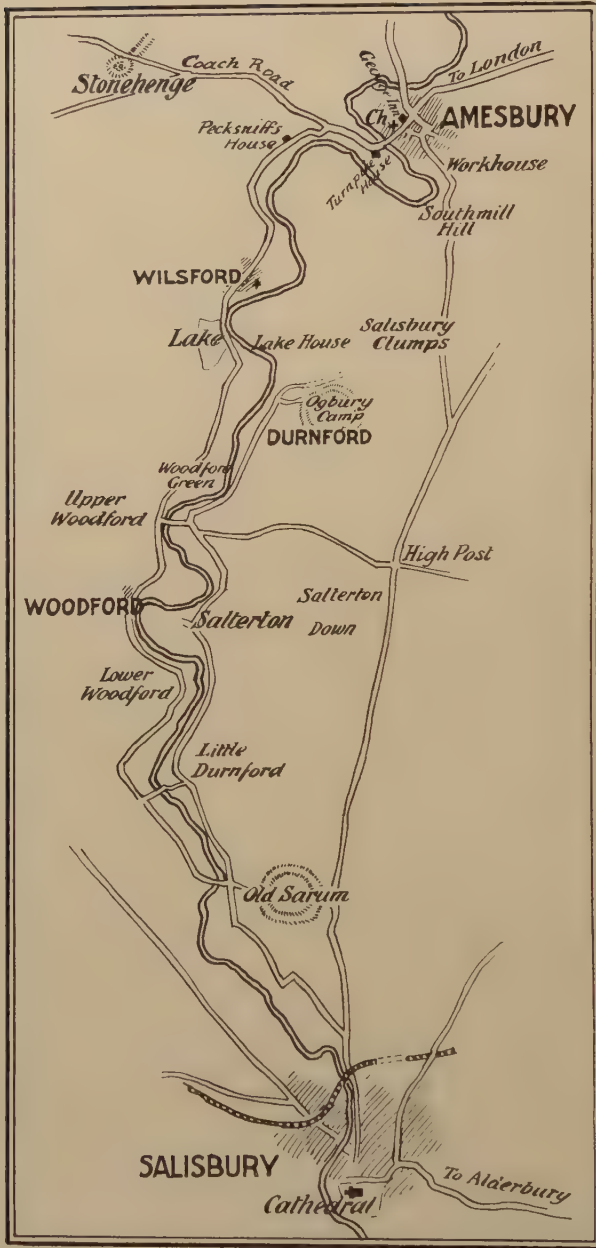 Coach Road
Stonehenge
George Inn
To London
Ch.
AMESBURY
Pecksniff's
House
Turnpike
House
Workhouse
Southmill
Hill
WILSFORD
Lake
Lake House
Salisbury
Clumps
Ogbury
Camp
DURNFORD
Woodford
Green
Upper
Woodford
High Post
WOODFORD
Salterton
Salterton
Down
Lower
Woodford
Little
Durnford
Old Sarum
SALISBURY
Cathedral
To Alderbury